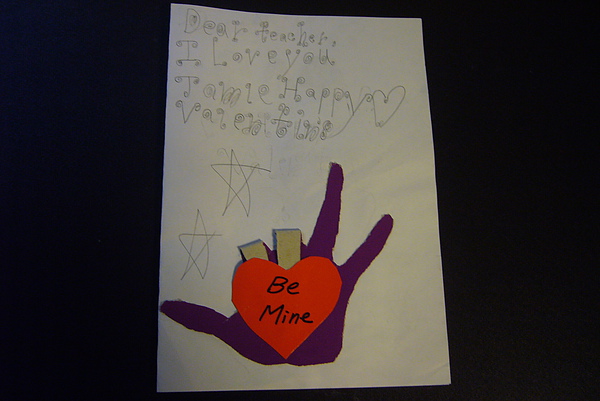 Dear teacher,
I Love you,
Jamie Happy
Valentine
Be
Mine